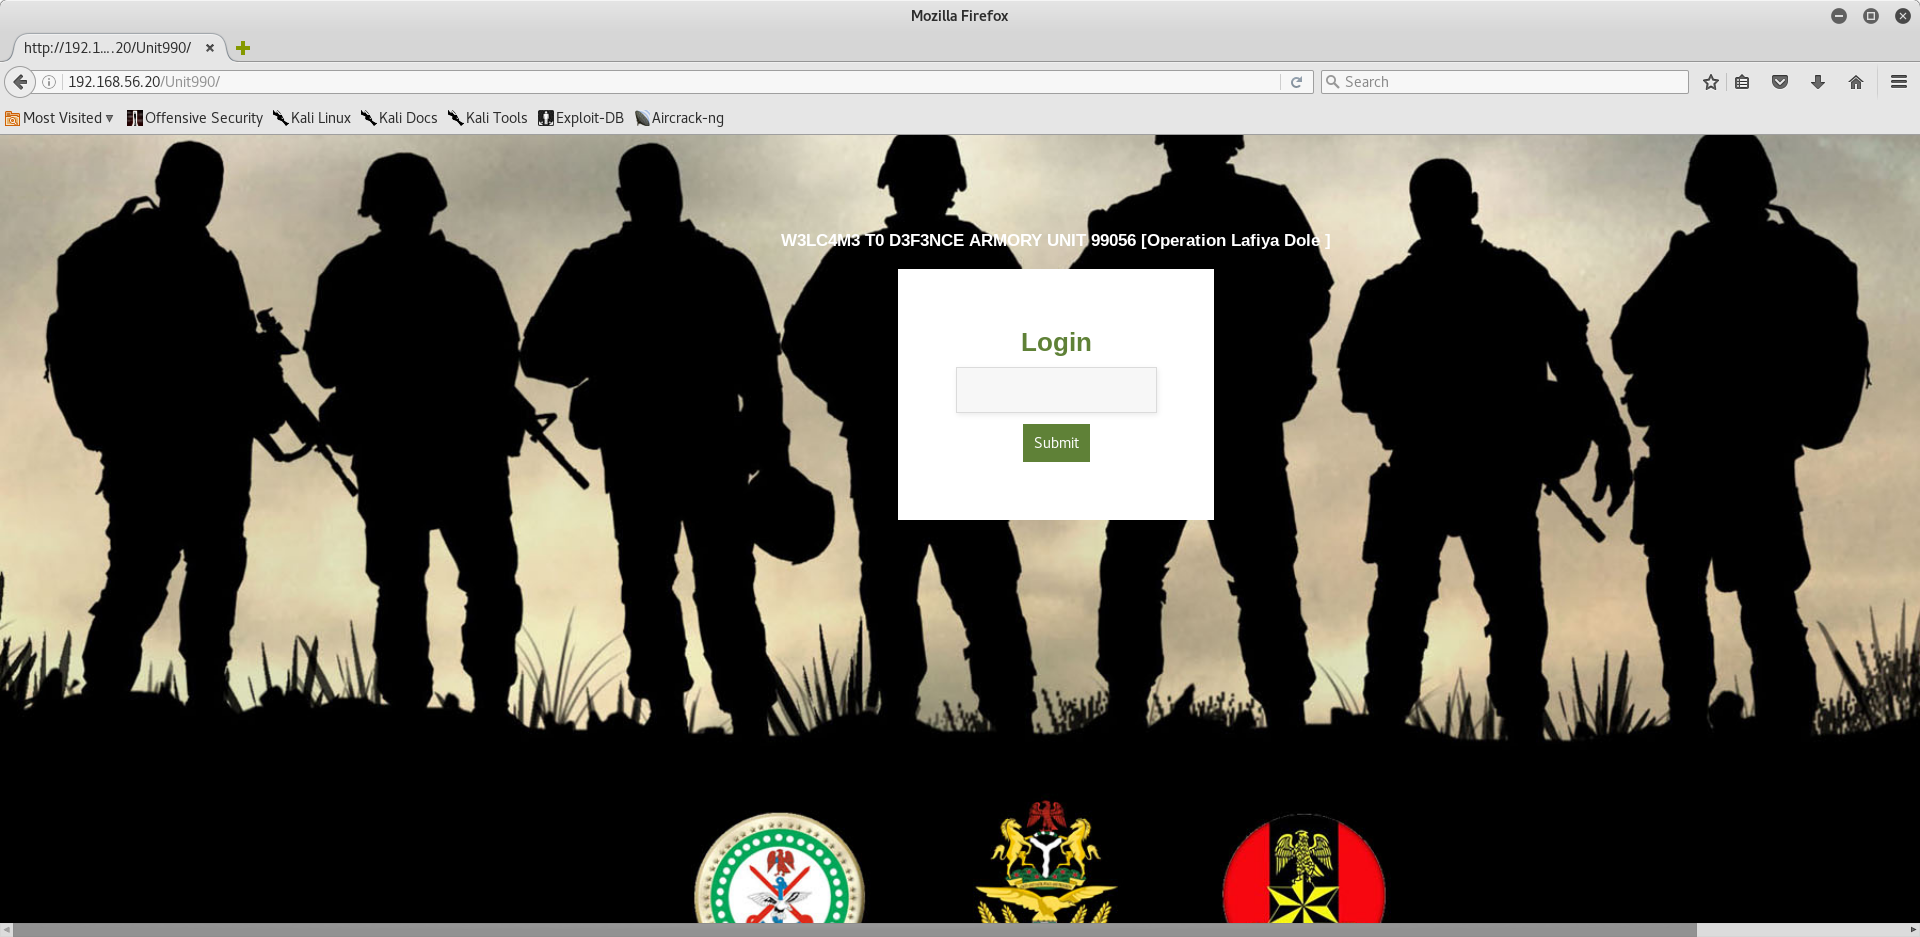 Mozilla Firefox
http://192.1....20/Unit990/
192.168.56.20/Unit990/
Search
Most Visited
Offensive Security
Kali Linux
Kali Docs
Kali Tools
Exploit-DB
Aircrack-ng
W3LC4M3 T0 D3F3NCE ARMORY UNIT 99056 [Operation Lafiya Dole ]
Login
Submit